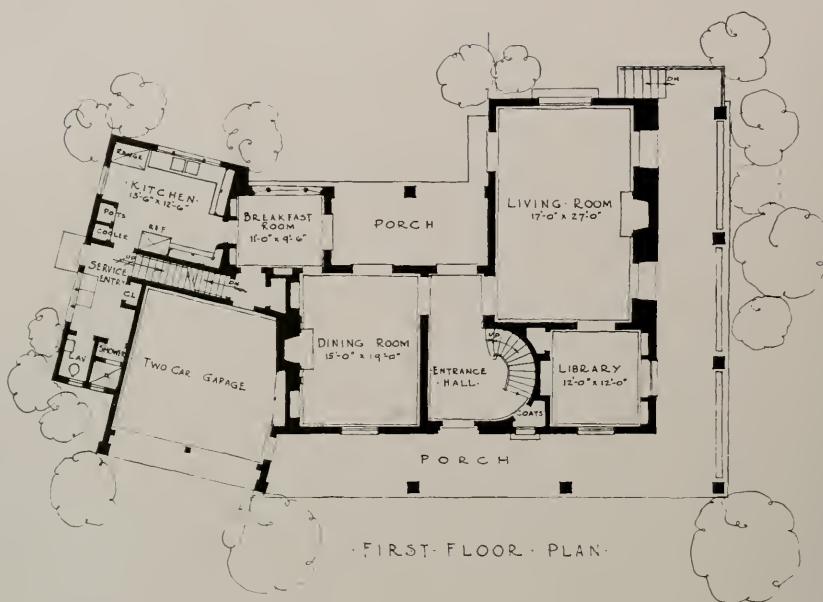 DN
RANGE
·KITCHEN·
13'-6" X 12'-6"
POTS
COOLER
REF
BREAKFAST
ROOM
11'-0" X 9'-6"
PORCH
LIVING·ROOM
17'-0" X 27'-0"
SERVICE
ENTRY
UP
DN
CL
SHOWER
LAV
TWO CAR GARAGE
DINING ROOM
15'-0" X 19'-0"
UP
ENTRANCE
·HALL·
COATS
LIBRARY
12'-0" X 12'-0"
PORCH
·FIRST·FLOOR·PLAN·